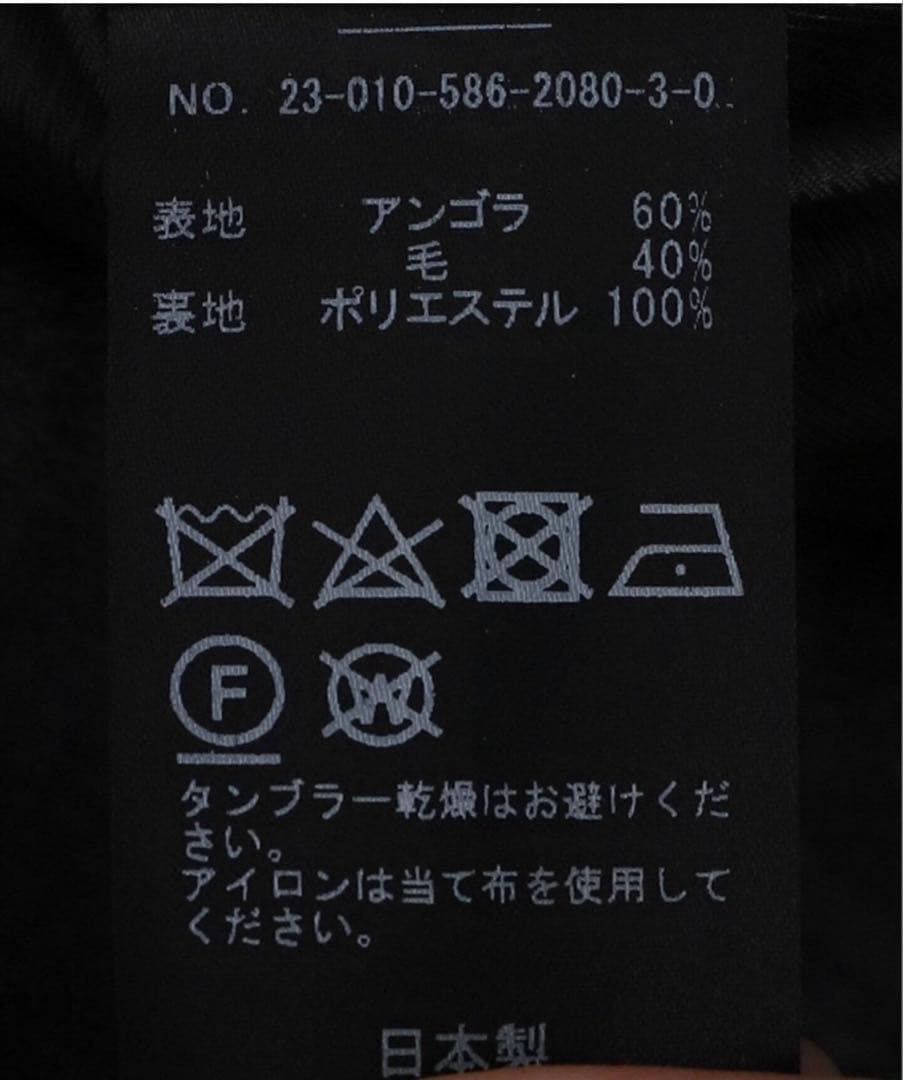 NO. 23-010-586-2080-3-0
表地 アンゴラ 60%
毛 40%
裏地 ポリエステル 100%
F W
タンブラー乾燥はお避けくだ
さい。
アイロンは当て布を使用して
ください。
日本製